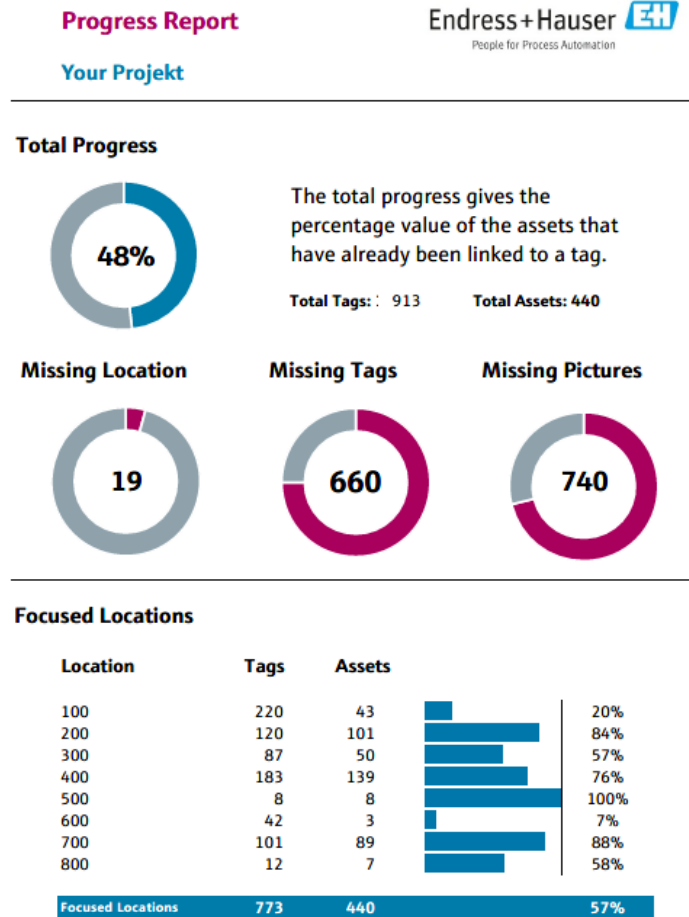 Progress Report
Endress+Hauser EH
People for Process Automation
Your Projekt
Total Progress
48%
The total progress gives the
percentage value of the assets that
have already been linked to a tag.
Total Tags: : 913 Total Assets: 440
Missing Location Missing Tags Missing Pictures
19 660 740
Focused Locations
Location Tags Assets
100 220 43 20%
200 120 101 84%
300 87 50 57%
400 183 139 76%
500 8 8 100%
600 42 3 7%
700 101 89 88%
800 12 7 58%
Focused Locations 773 440 57%